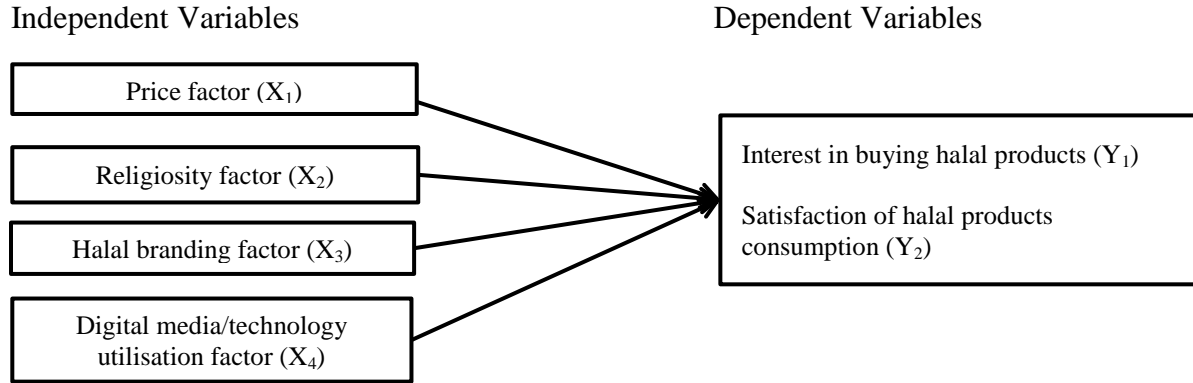 Independent Variables
Dependent Variables
Price factor (X₁)
Religiosity factor (X₂)
Halal branding factor (X₃)
Digital media/technology
utilisation factor (X₄)
Interest in buying halal products (Y₁)
Satisfaction of halal products
consumption (Y₂)